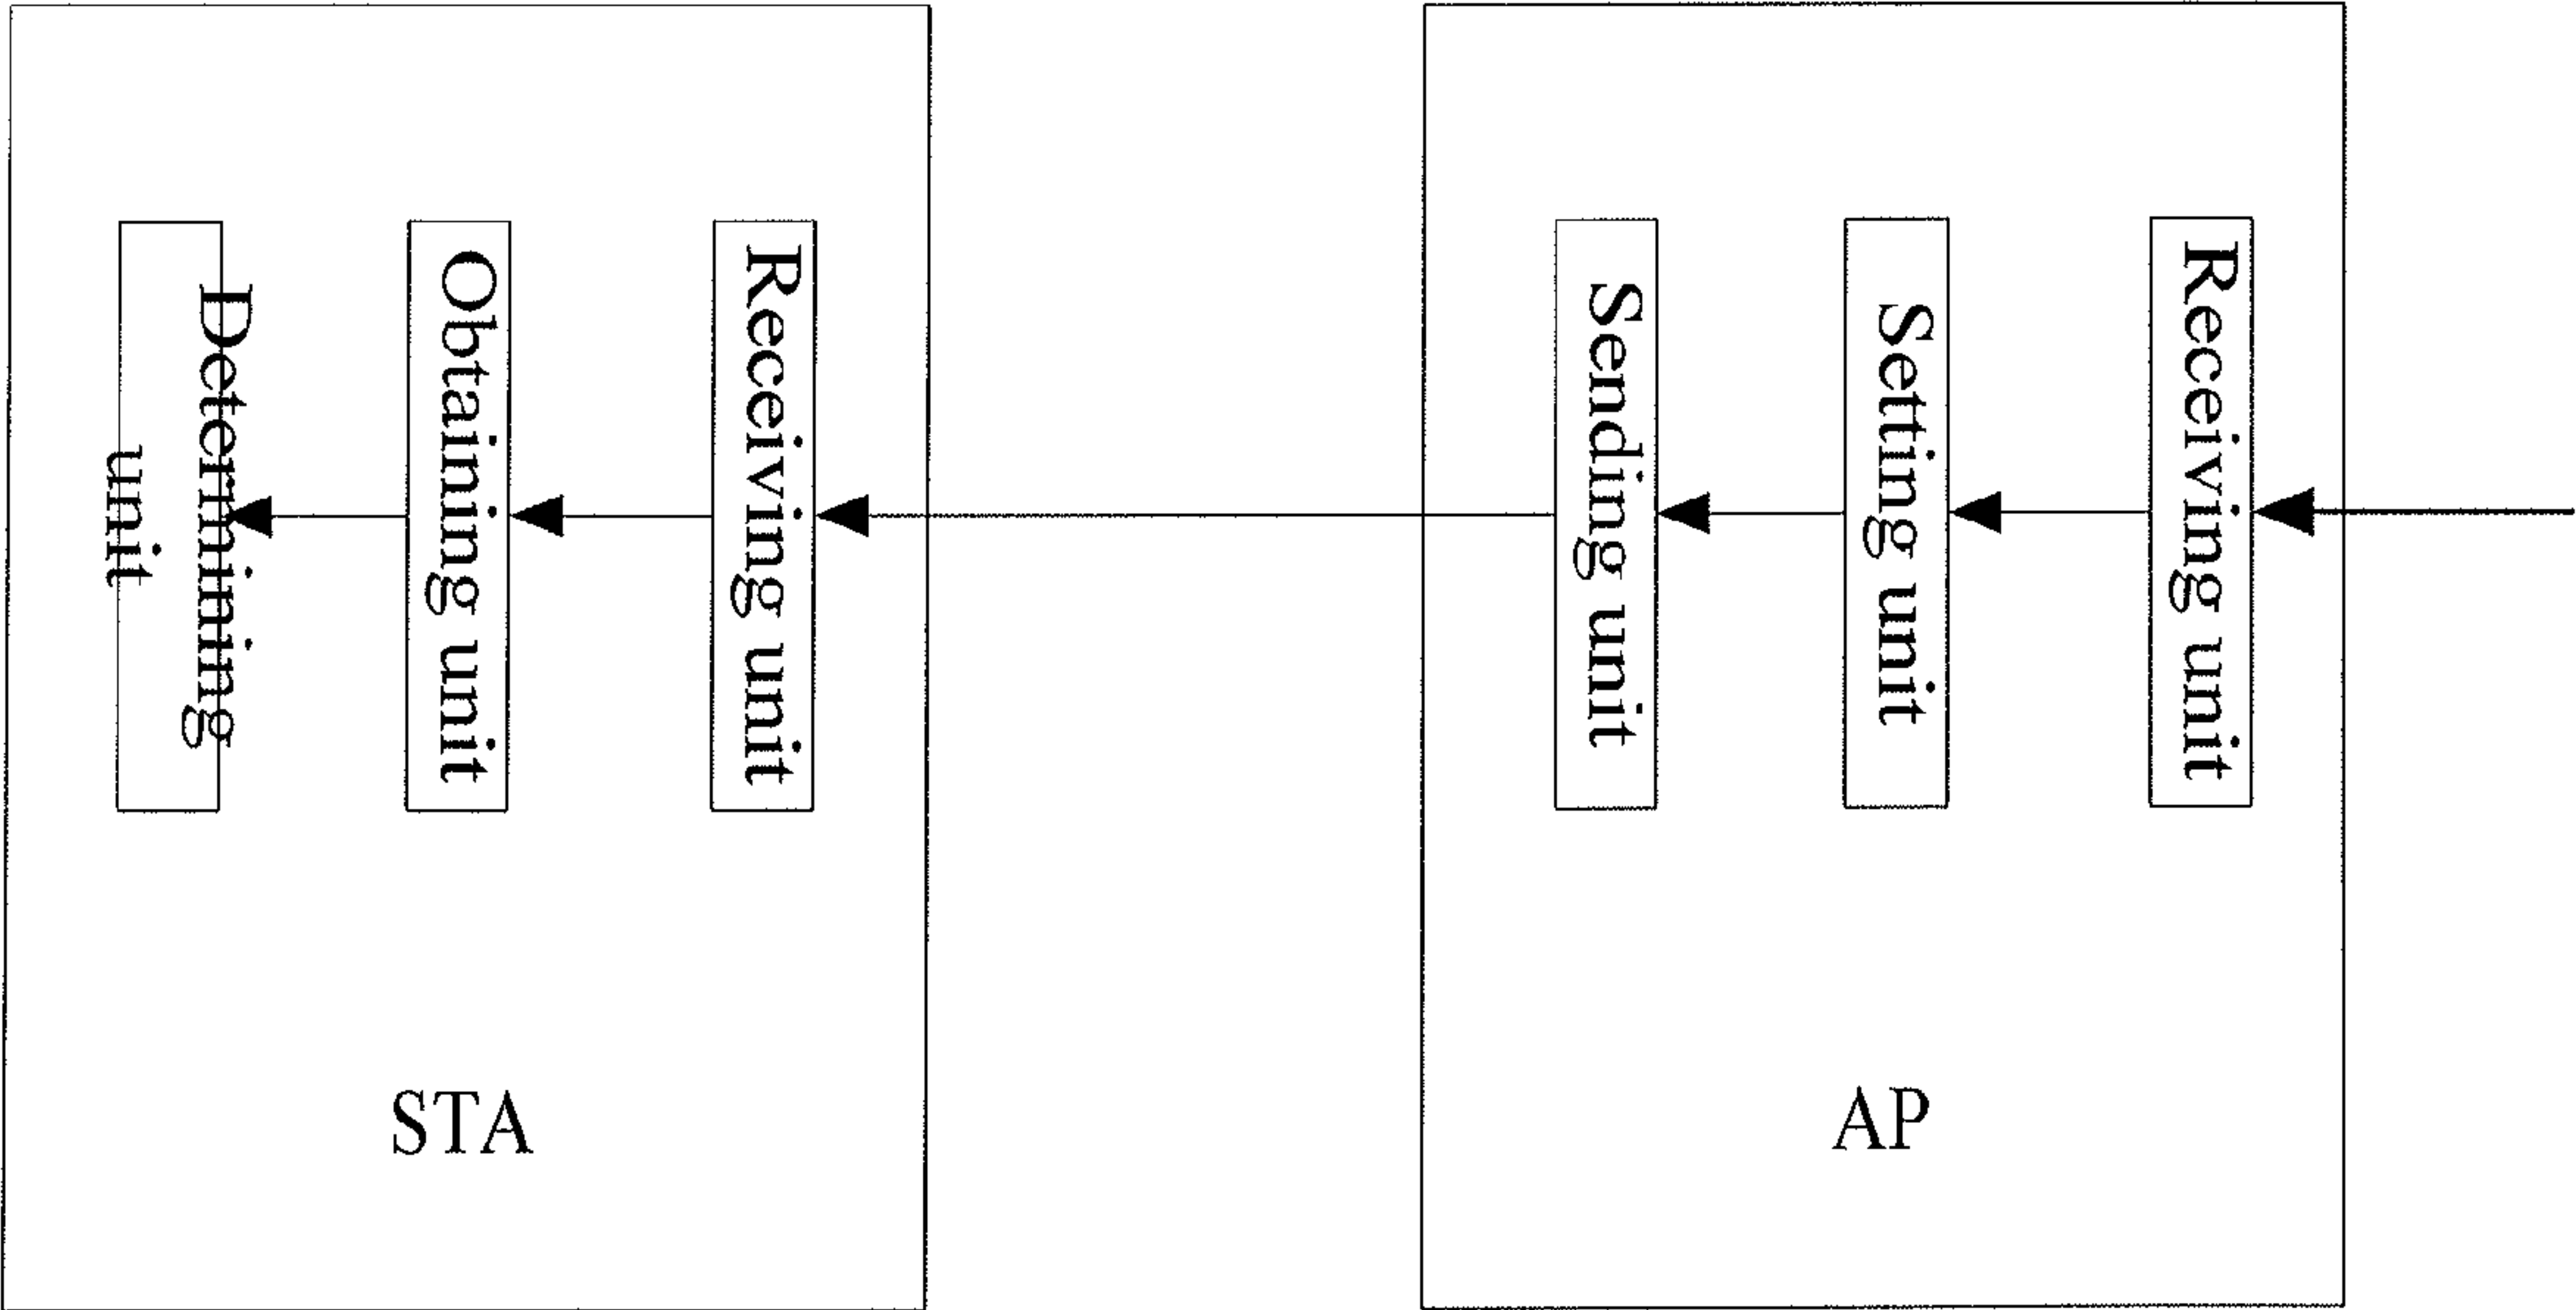 Determining
unit
Obtaining unit
Receiving unit
STA
Sending unit
Setting unit
Receiving unit
AP